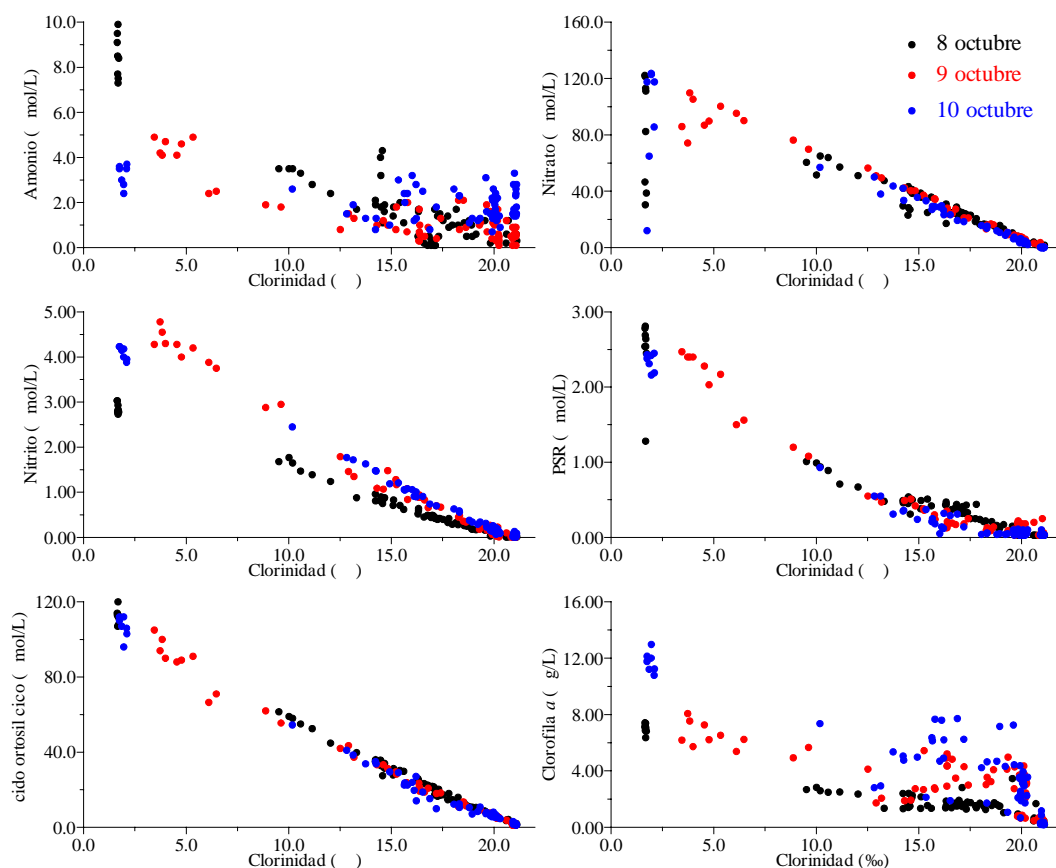 10.0
8.0
6.0
4.0
2.0
0.0
Amonio ( mol/L)
0.0 5.0 10.0 15.0 20.0
Clorinidad ( )
160.0
120.0
80.0
40.0
0.0
Nitrato ( mol/L)
8 octubre
9 octubre
10 octubre
0.0 5.0 10.0 15.0 20.0
Clorinidad ( )
5.00
4.00
3.00
2.00
1.00
0.00
Nitrito ( mol/L)
0.0 5.0 10.0 15.0 20.0
Clorinidad ( )
3.00
2.00
1.00
0.00
PSR ( mol/L)
0.0 5.0 10.0 15.0 20.0
Clorinidad ( )
120.0
80.0
40.0
0.0
cido ortosil cico ( mol/L)
0.0 5.0 10.0 15.0 20.0
Clorinidad ( )
16.00
12.00
8.00
4.00
0.00
Clorofila a ( g/L)
0.0 5.0 10.0 15.0 20.0
Clorinidad (‰)